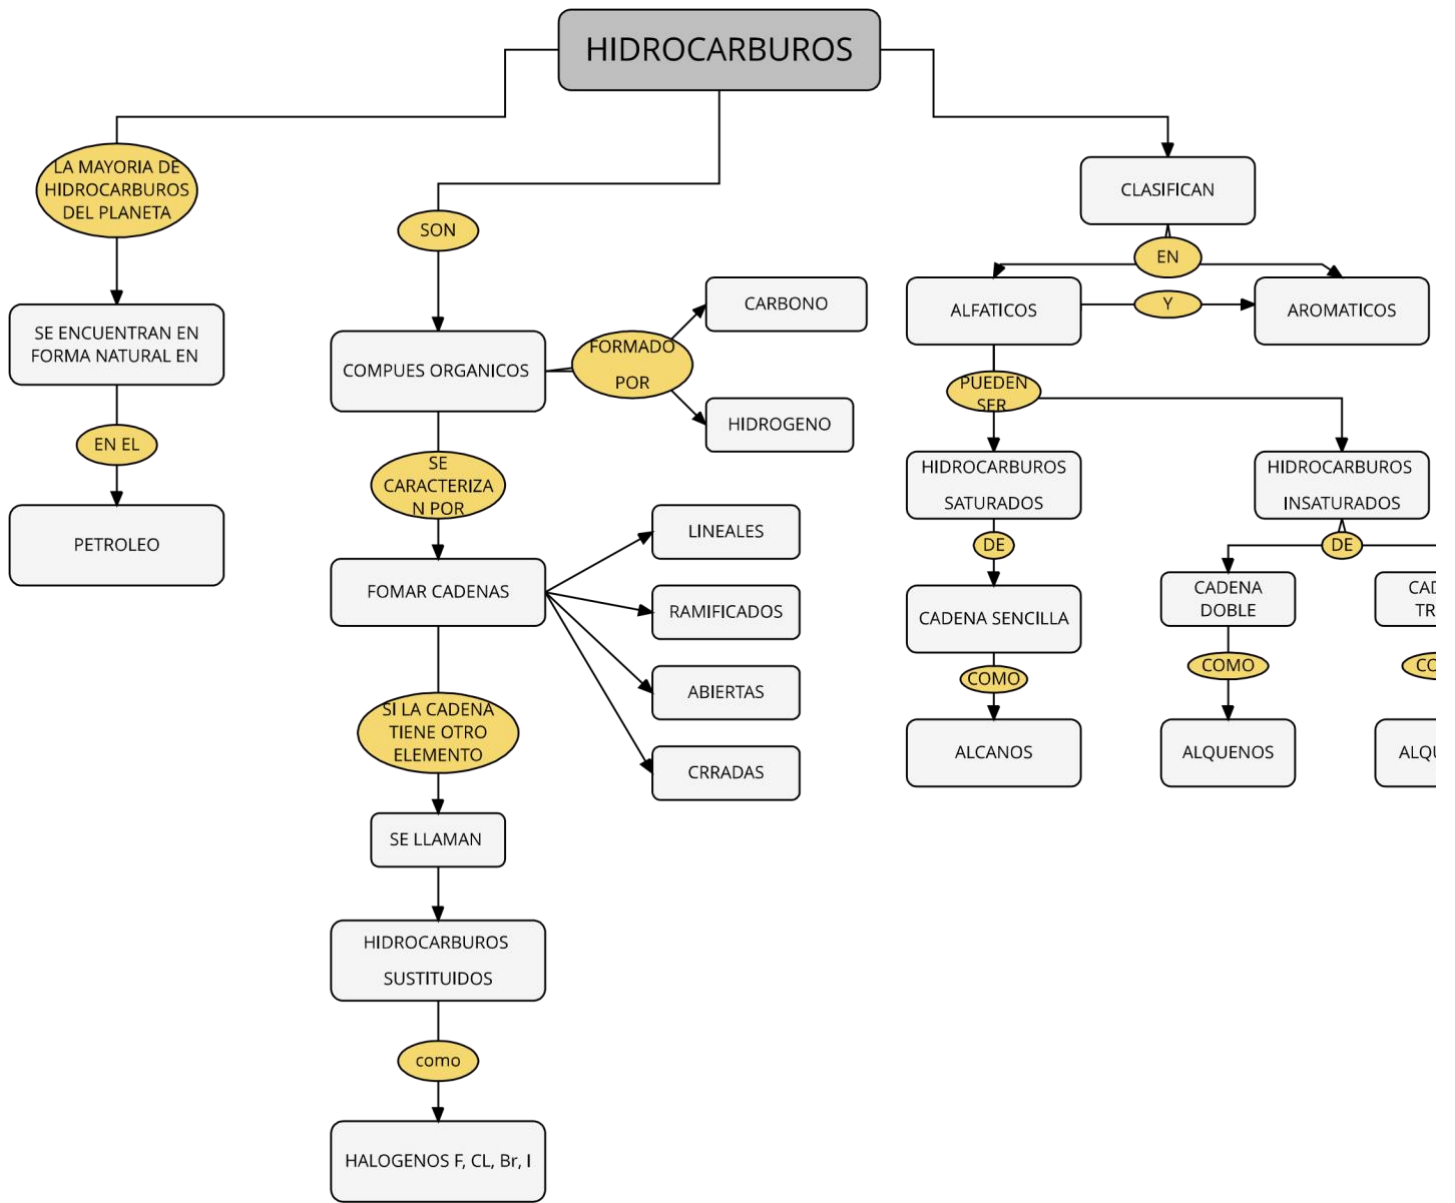 HIDROCARBUROS
LA MAYORIA DE
HIDROCARBUROS
DEL PLANETA
SE ENCUENTRAN EN
FORMA NATURAL EN
EN EL
PETROLEO
SON
COMPUES ORGANICOS
FORMADO
POR
CARBONO
HIDROGENO
SE
CARACTERIZA
N POR
FOMAR CADENAS
LINEALES
RAMIFICADOS
ABIERTAS
CRRADAS
SI LA CADENA
TIENE OTRO
ELEMENTO
SE LLAMAN
HIDROCARBUROS
SUSTITUIDOS
como
HALOGENOS F, CL, Br, I
CLASIFICAN
EN
ALFATICOS
Y
AROMATICOS
PUEDEN
SER
HIDROCARBUROS
SATURADOS
DE
CADENA SENCILLA
COMO
ALCANOS
HIDROCARBUROS
INSATURADOS
DE
CADENA
DOBLE
COMO
ALQUENOS